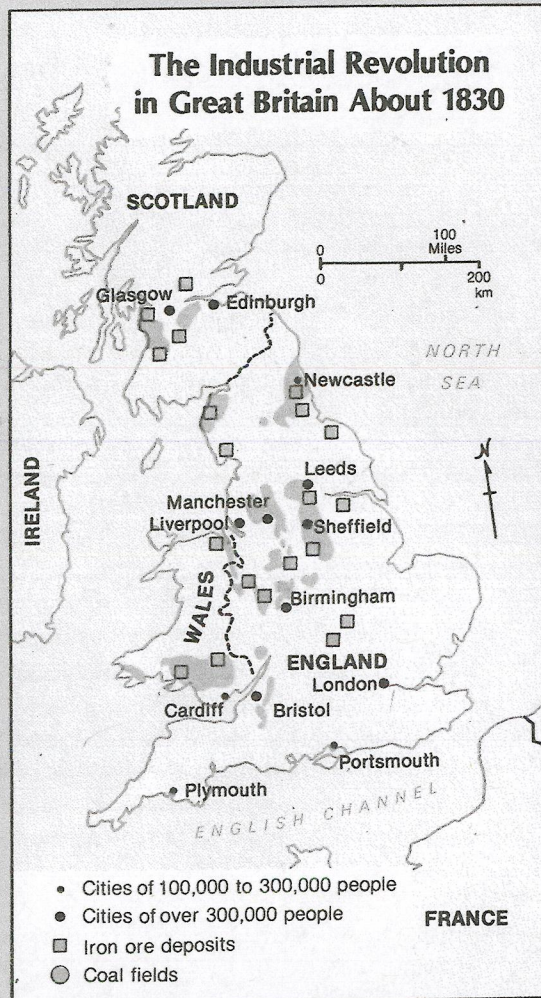 The Industrial Revolution
in Great Britain About 1830
SCOTLAND
100
Miles
0
0
200
km
Glasgow
Edinburgh
NORTH
SEA
Newcastle
N
IRELAND
Leeds
Manchester
Liverpool
Sheffield
WALES
Birmingham
ENGLAND
London
Cardiff
Bristol
Portsmouth
Plymouth
ENGLISH CHANNEL
Cities of 100,000 to 300,000 people
Cities of over 300,000 people
FRANCE
Iron ore deposits
Coal fields